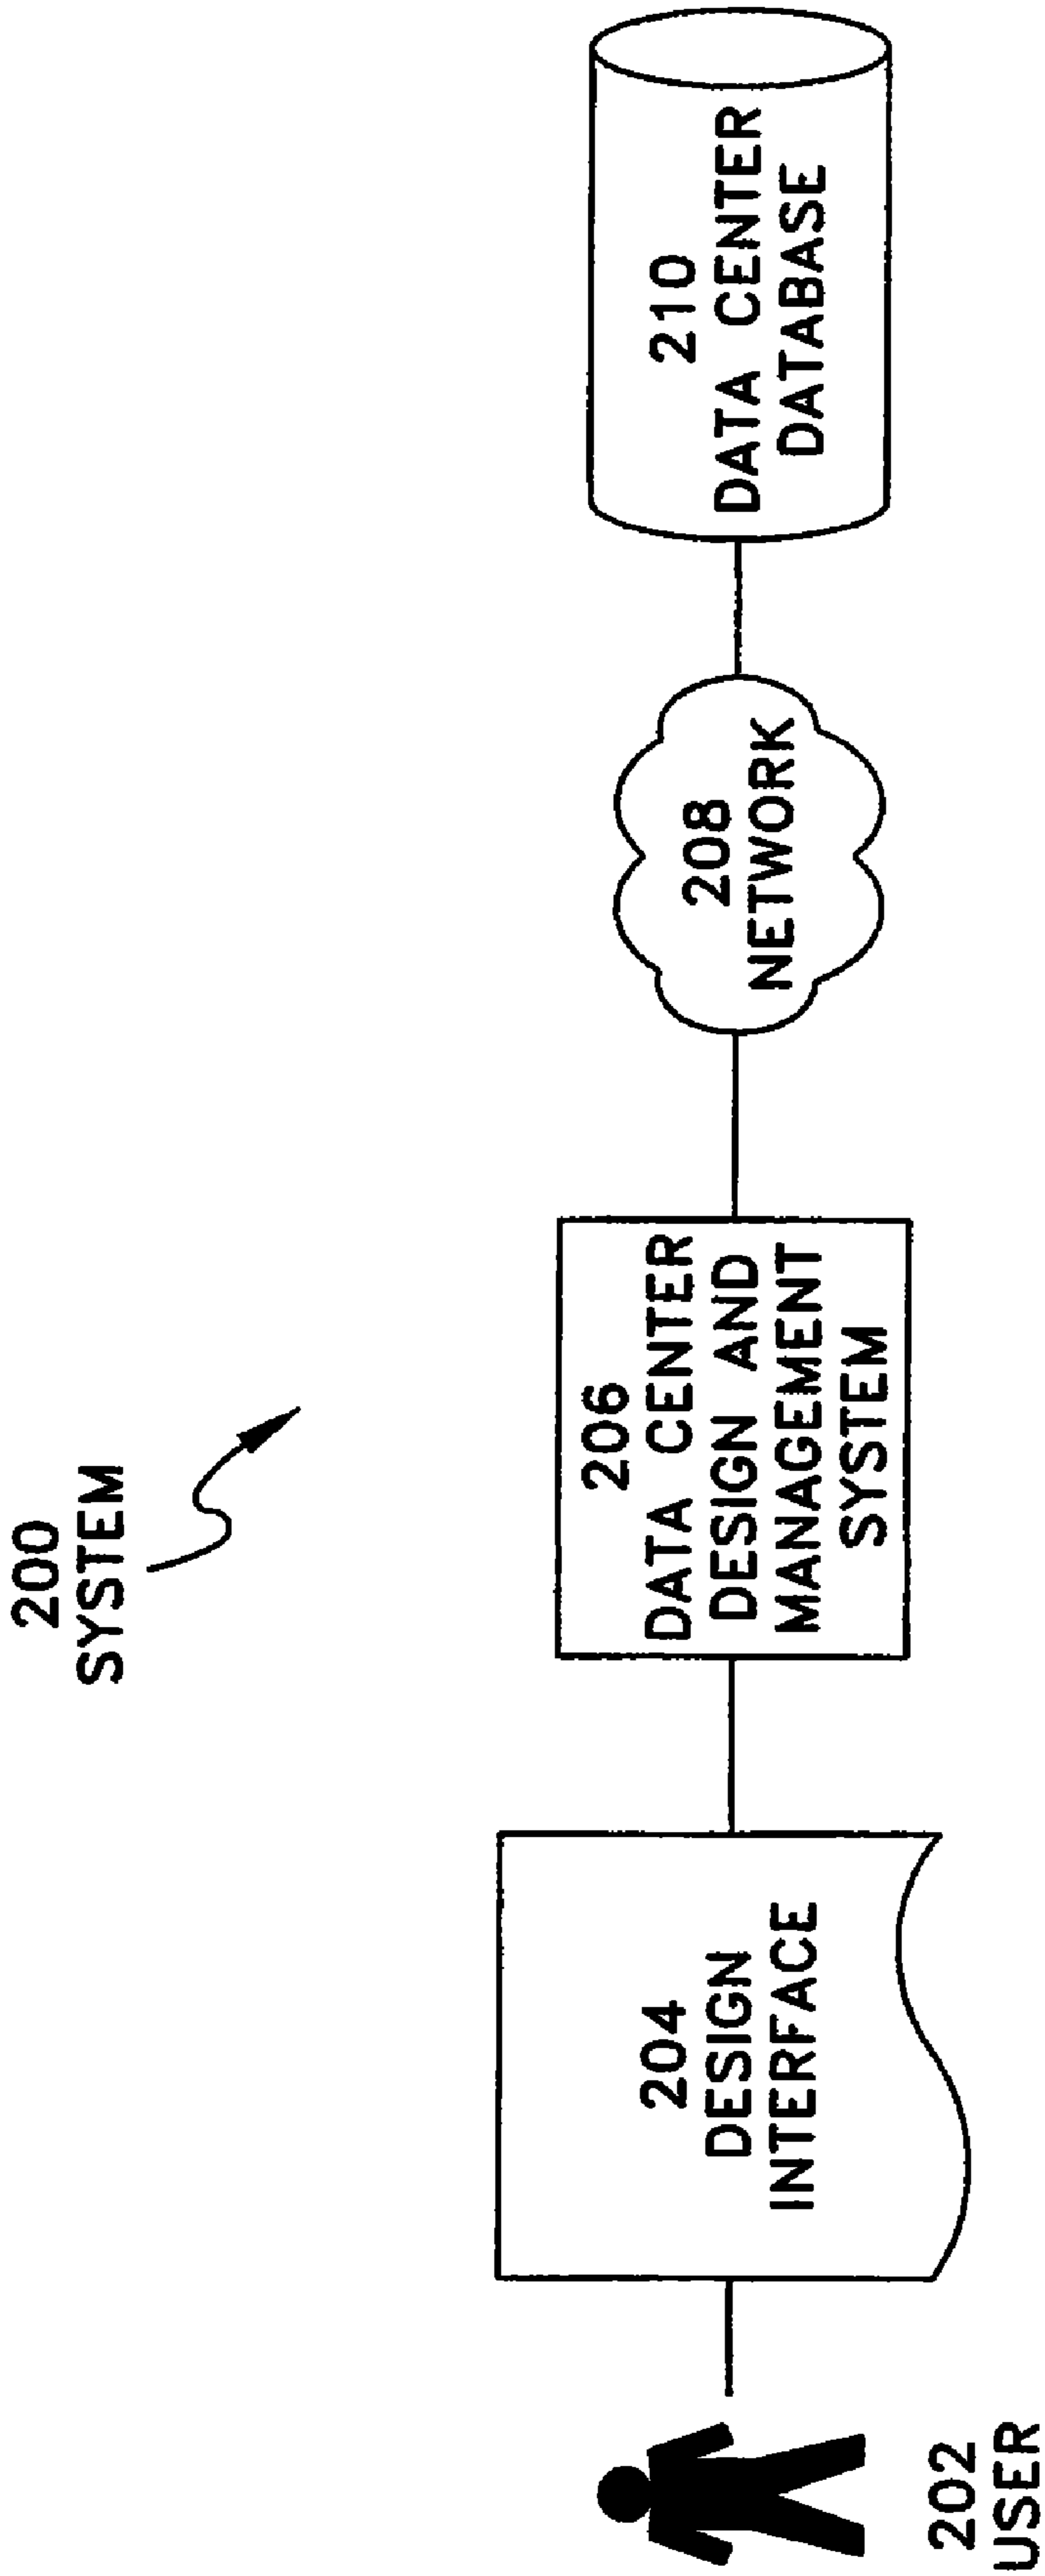 200
SYSTEM
202
USER
204
DESIGN
INTERFACE
206
DATA CENTER
DESIGN AND
MANAGEMENT
SYSTEM
208
NETWORK
210
DATA CENTER
DATABASE